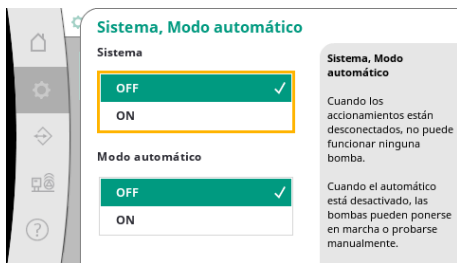 Sistema, Modo automático
Sistema
OFF
ON
Modo automático
OFF
ON
Sistema, Modo
automático
Cuando los
accionamientos están
desconectados, no puede
funcionar ninguna
bomba.
Cuando el automático
está desactivado, las
bombas pueden ponerse
en marcha o probarse
manualmente.